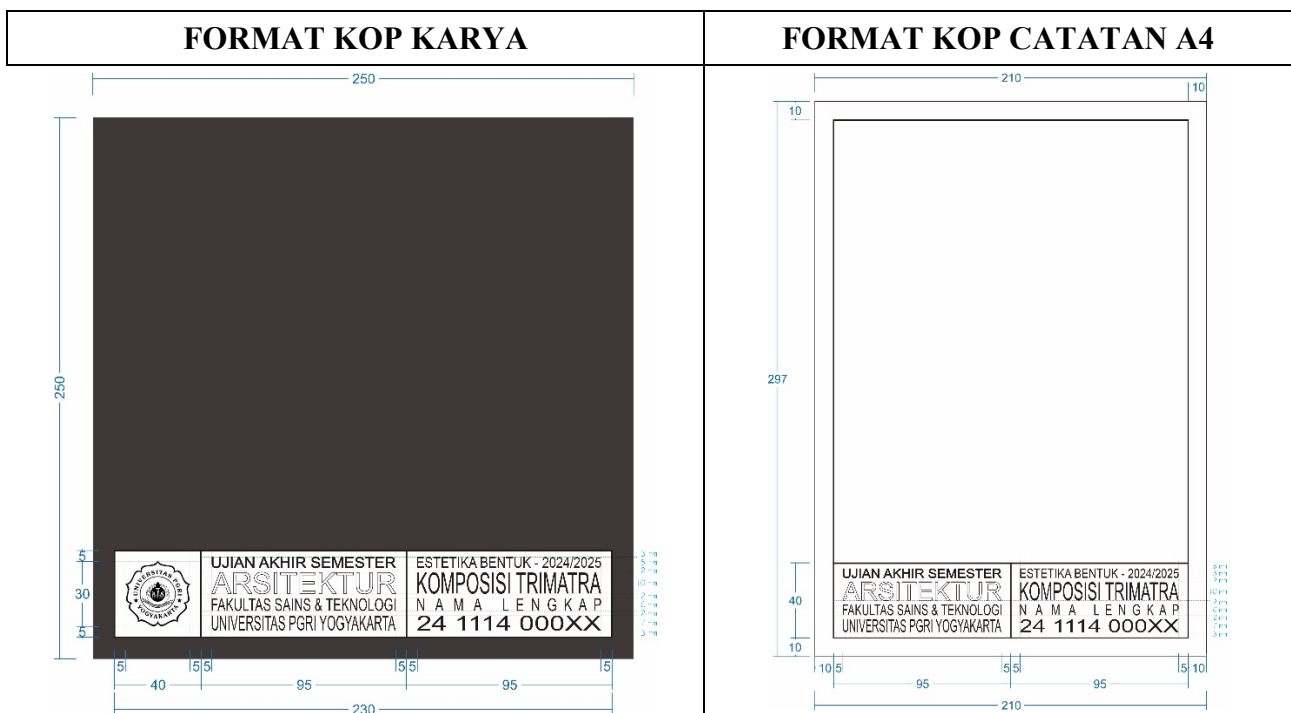 FORMAT KOP KARYA
FORMAT KOP CATATAN A4
250
250
5
30
5
UNIVERSITAS PGRI
YOGYAKARTA
UJIAN AKHIR SEMESTER
ARSITEKTUR
FAKULTAS SAINS & TEKNOLOGI
UNIVERSITAS PGRI YOGYAKARTA
ESTETIKA BENTUK - 2024/2025
KOMPOSISI TRIMATRA
NAMA LENGKAP
24 1114 000XX
5 5 5 5 5 5
40 95 95
230
210
10
10
297
40
10
UJIAN AKHIR SEMESTER
ARSITEKTUR
FAKULTAS SAINS & TEKNOLOGI
UNIVERSITAS PGRI YOGYAKARTA
ESTETIKA BENTUK - 2024/2025
KOMPOSISI TRIMATRA
NAMA LENGKAP
24 1114 000XX
10 5 5 5 5 10
95 95
210